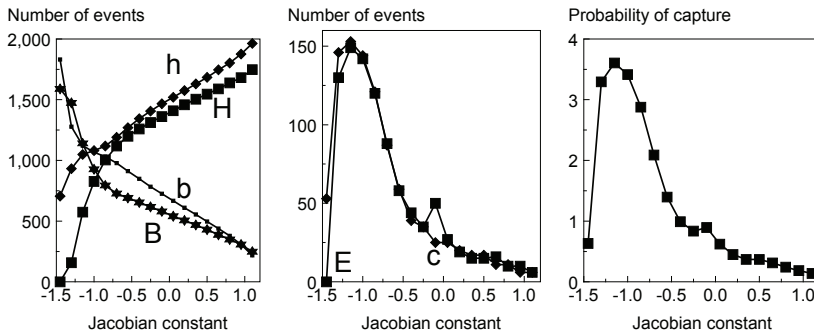 Number of events
2,000
1,500
1,000
500
0
h
H
b
B
-1.5
-1.0
-0.5
0.0
0.5
1.0
Jacobian constant
Number of events
150
100
50
0
E
c
-1.5
-1.0
-0.5
0.0
0.5
1.0
Jacobian constant
Probability of capture
4
3
2
1
0
-1.5
-1.0
-0.5
0.0
0.5
1.0
Jacobian constant